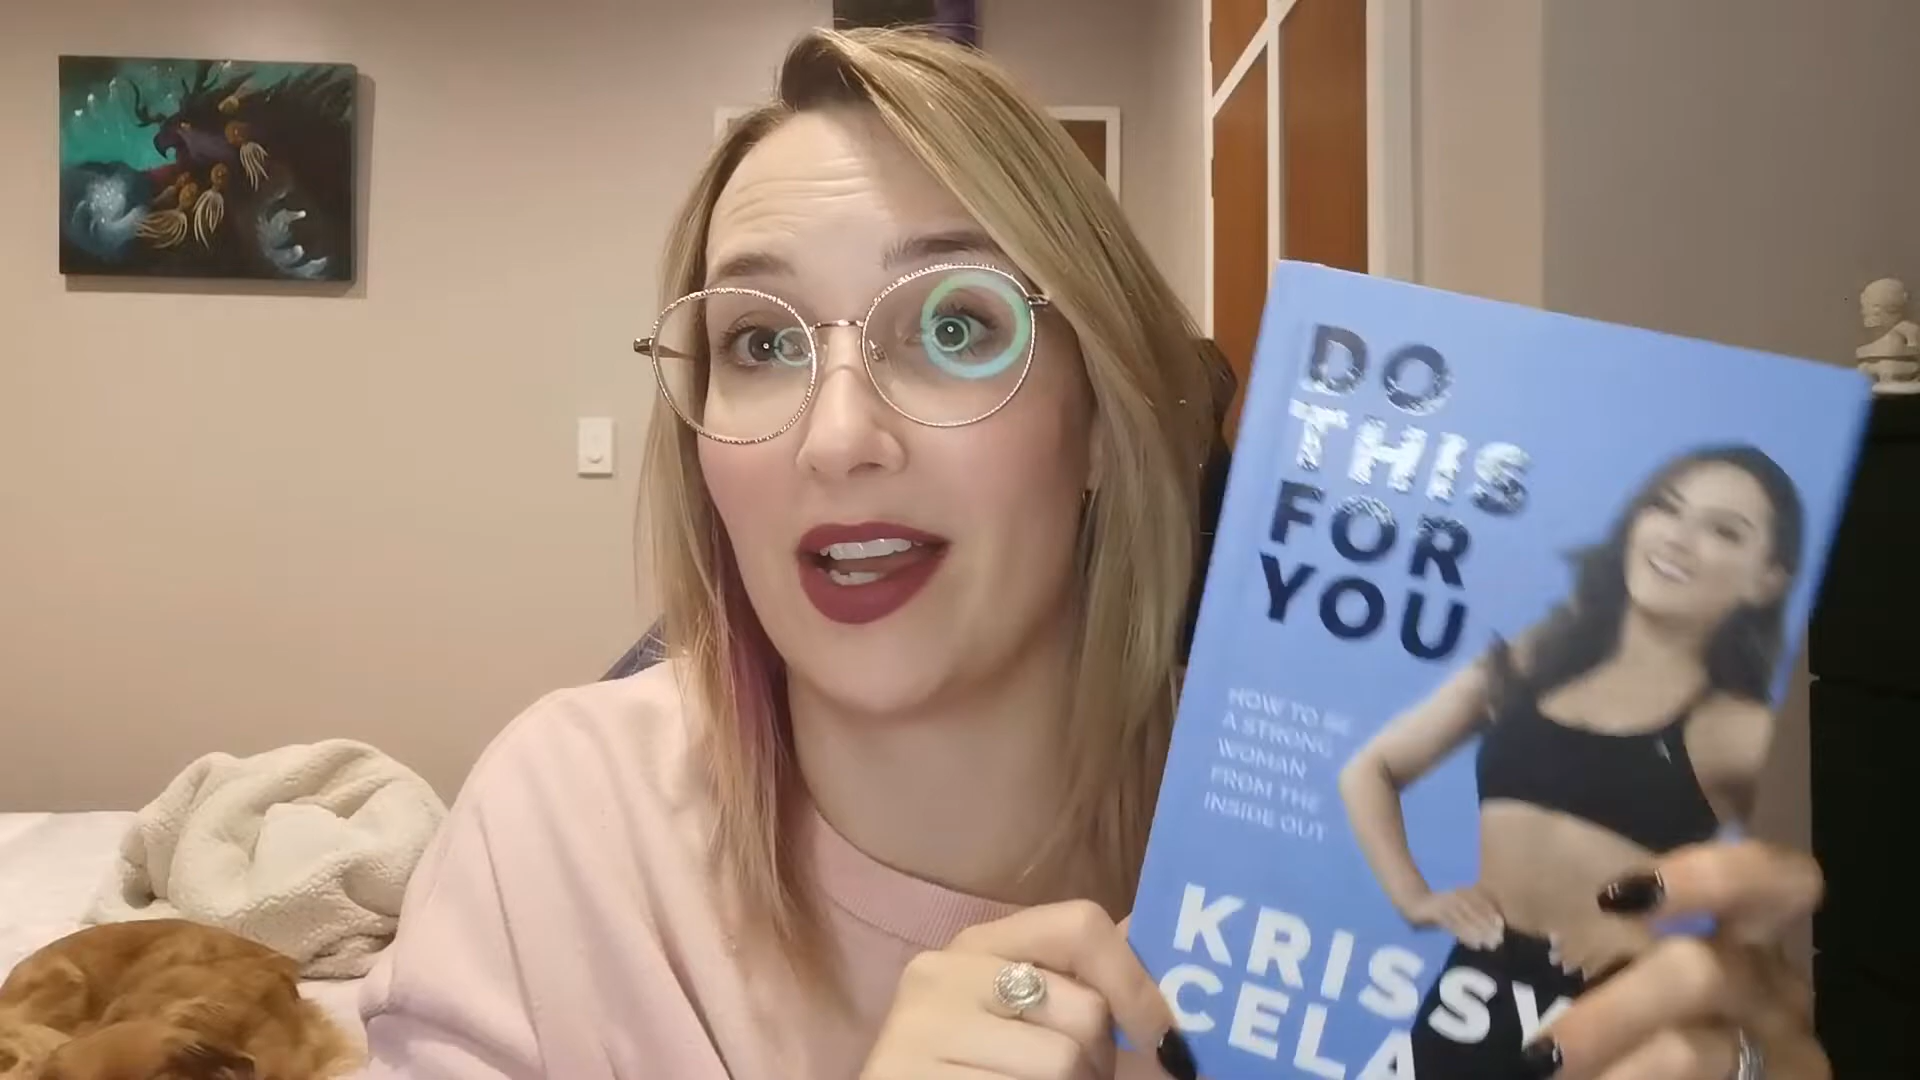 DO
THIS
FOR
YOU
HOW TO BE
A STRONG
WOMAN
FROM THE
INSIDE OUT
KRISSY
CELA